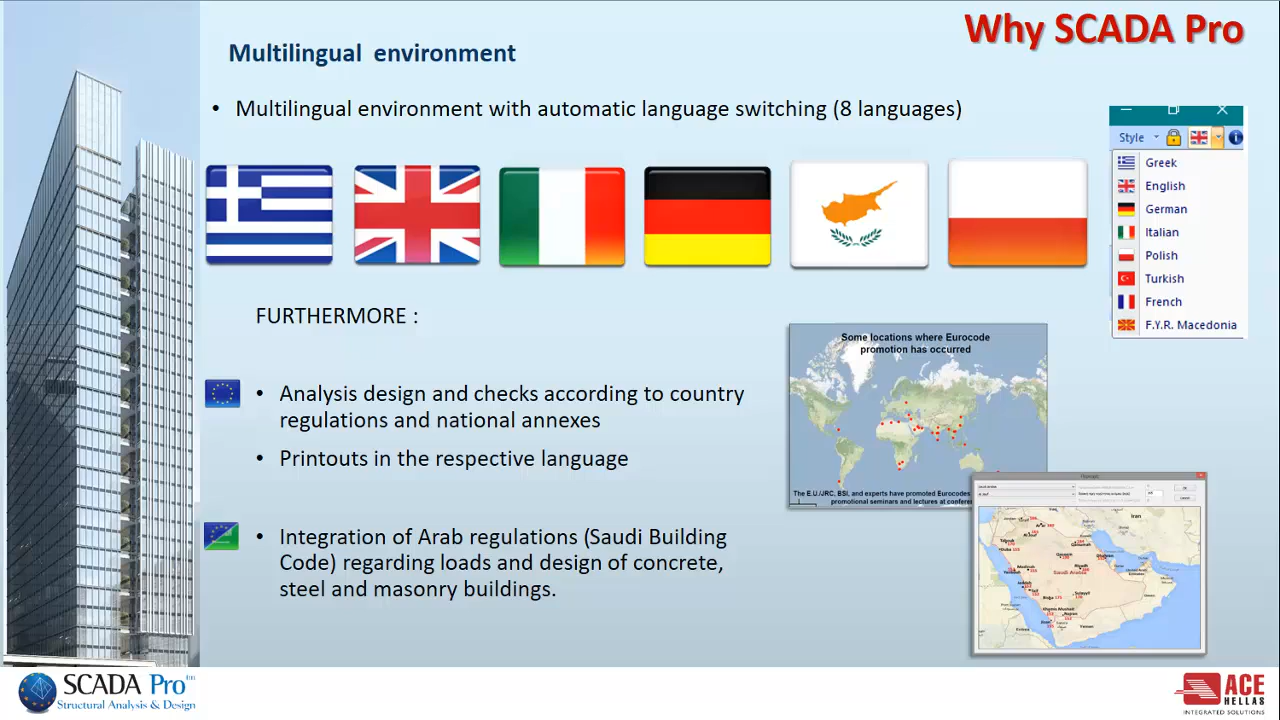 Why SCADA Pro
Multilingual environment
• Multilingual environment with automatic language switching (8 languages)
Style
Greek
English
German
Italian
Polish
Turkish
French
F.Y.R. Macedonia
FURTHERMORE :
• Analysis design and checks according to country
regulations and national annexes
• Printouts in the respective language
• Integration of Arab regulations (Saudi Building
Code) regarding loads and design of concrete,
steel and masonry buildings.
Some locations where Eurocode
promotion has occurred
The E.U./JRC, BSI, and experts have promoted Eurocodes
promotional seminars and lectures at
Iran
Saudi Arabia
Yemen
SCADA Pro
Structural Analysis & Design
ACE
HELLAS
INTEGRATED SOLUTIONS